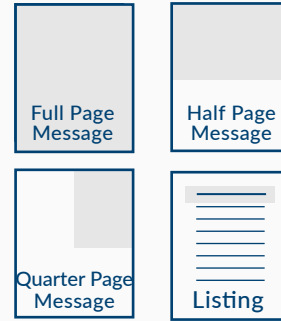 Full Page
Message
Half Page
Message
Quarter Page
Message
Listing